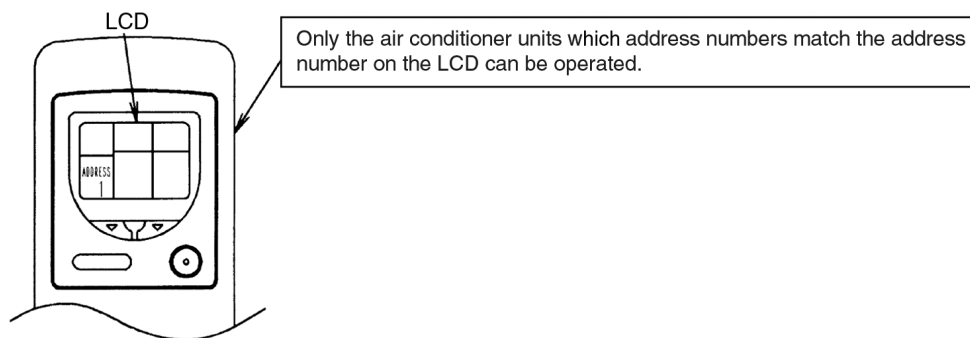 LCD
Only the air conditioner units which address numbers match the address
number on the LCD can be operated.
ADDRESS
1